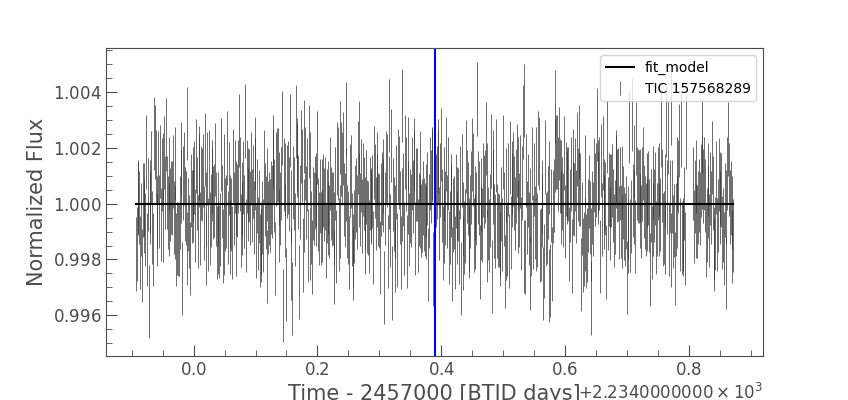 fit_model
TIC 157568289
1.004
1.002
1.000
0.998
0.996
Normalized Flux
0.0
0.2
0.4
0.6
0.8
Time - 2457000 [BTJD days]
+2.2340000000 × 10³